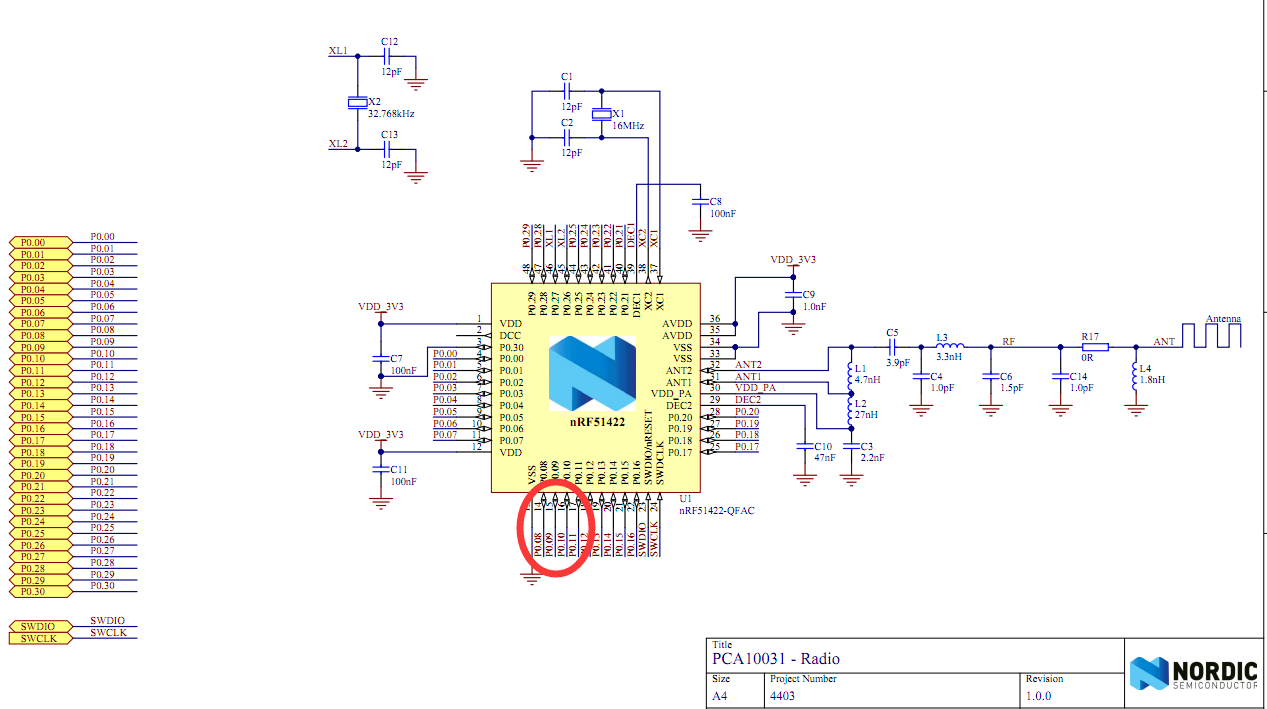 XL1
C12
12pF
X2
32.768kHz
XL2
C13
12pF
C1
12pF
X1
16MHz
C2
12pF
C8
100nF
P0.29
P0.28
XL1
XL2
P0.25
P0.24
P0.23
P0.22
P0.21
DEC1
XC2
XC1
48
47
46
45
44
43
42
41
40
39
38
37
P0.29
P0.28
P0.27
P0.26
P0.25
P0.24
P0.23
P0.22
P0.21
DEC1
XC2
XC1
P0.00 P0.00
P0.01 P0.01
P0.02 P0.02
P0.03 P0.03
P0.04 P0.04
P0.05 P0.05
P0.06 P0.06
P0.07 P0.07
P0.08 P0.08
P0.09 P0.09
P0.10 P0.10
P0.11 P0.11
P0.12 P0.12
P0.13 P0.13
P0.14 P0.14
P0.15 P0.15
P0.16 P0.16
P0.17 P0.17
P0.18 P0.18
P0.19 P0.19
P0.20 P0.20
P0.21 P0.21
P0.22 P0.22
P0.23 P0.23
P0.24 P0.24
P0.25 P0.25
P0.26 P0.26
P0.27 P0.27
P0.28 P0.28
P0.29 P0.29
P0.30 P0.30
SWDIO SWDIO
SWCLK SWCLK
VDD_3V3
C7
100nF
VDD_3V3
C11
100nF
1 VDD
2 DCC
3 P0.30
P0.00 4 P0.00
P0.01 5 P0.01
P0.02 6 P0.02
P0.03 7 P0.03
P0.04 8 P0.04
P0.05 9 P0.05
P0.06 10 P0.06
P0.07 11 P0.07
12 VDD
nRF51422
AVDD 36
AVDD 35
VSS 34
VSS 33
ANT2 32 ANT2
ANT1 31 ANT1
VDD_PA 30 VDD_PA
DEC2 29 DEC2
P0.20 28 P0.20
P0.19 27 P0.19
P0.18 26 P0.18
P0.17 25 P0.17
VSS
P0.08
P0.09
P0.10
P0.11
P0.12
P0.13
P0.14
P0.15
P0.16
SWDIO/nRESET
SWDCLK
14
15
16
17
19
20
21
22
23
24
P0.08
P0.09
P0.10
P0.11
P0.12
P0.13
P0.14
P0.15
P0.16
SWDIO
SWCLK
U1
nRF51422-QFAC
VDD_3V3
C9
1.0nF
L1
4.7nH
L2
27nH
C10
47nF
C3
2.2nF
C5
3.9pF
C4
1.0pF
L3
3.3nH
RF
C6
1.5pF
C14
1.0pF
R17
0R
ANT
Antenna
L4
1.8nH
Title
PCA10031 - Radio
Size
A4
Project Number
4403
Revision
1.0.0
NORDIC
SEMICONDUCTOR